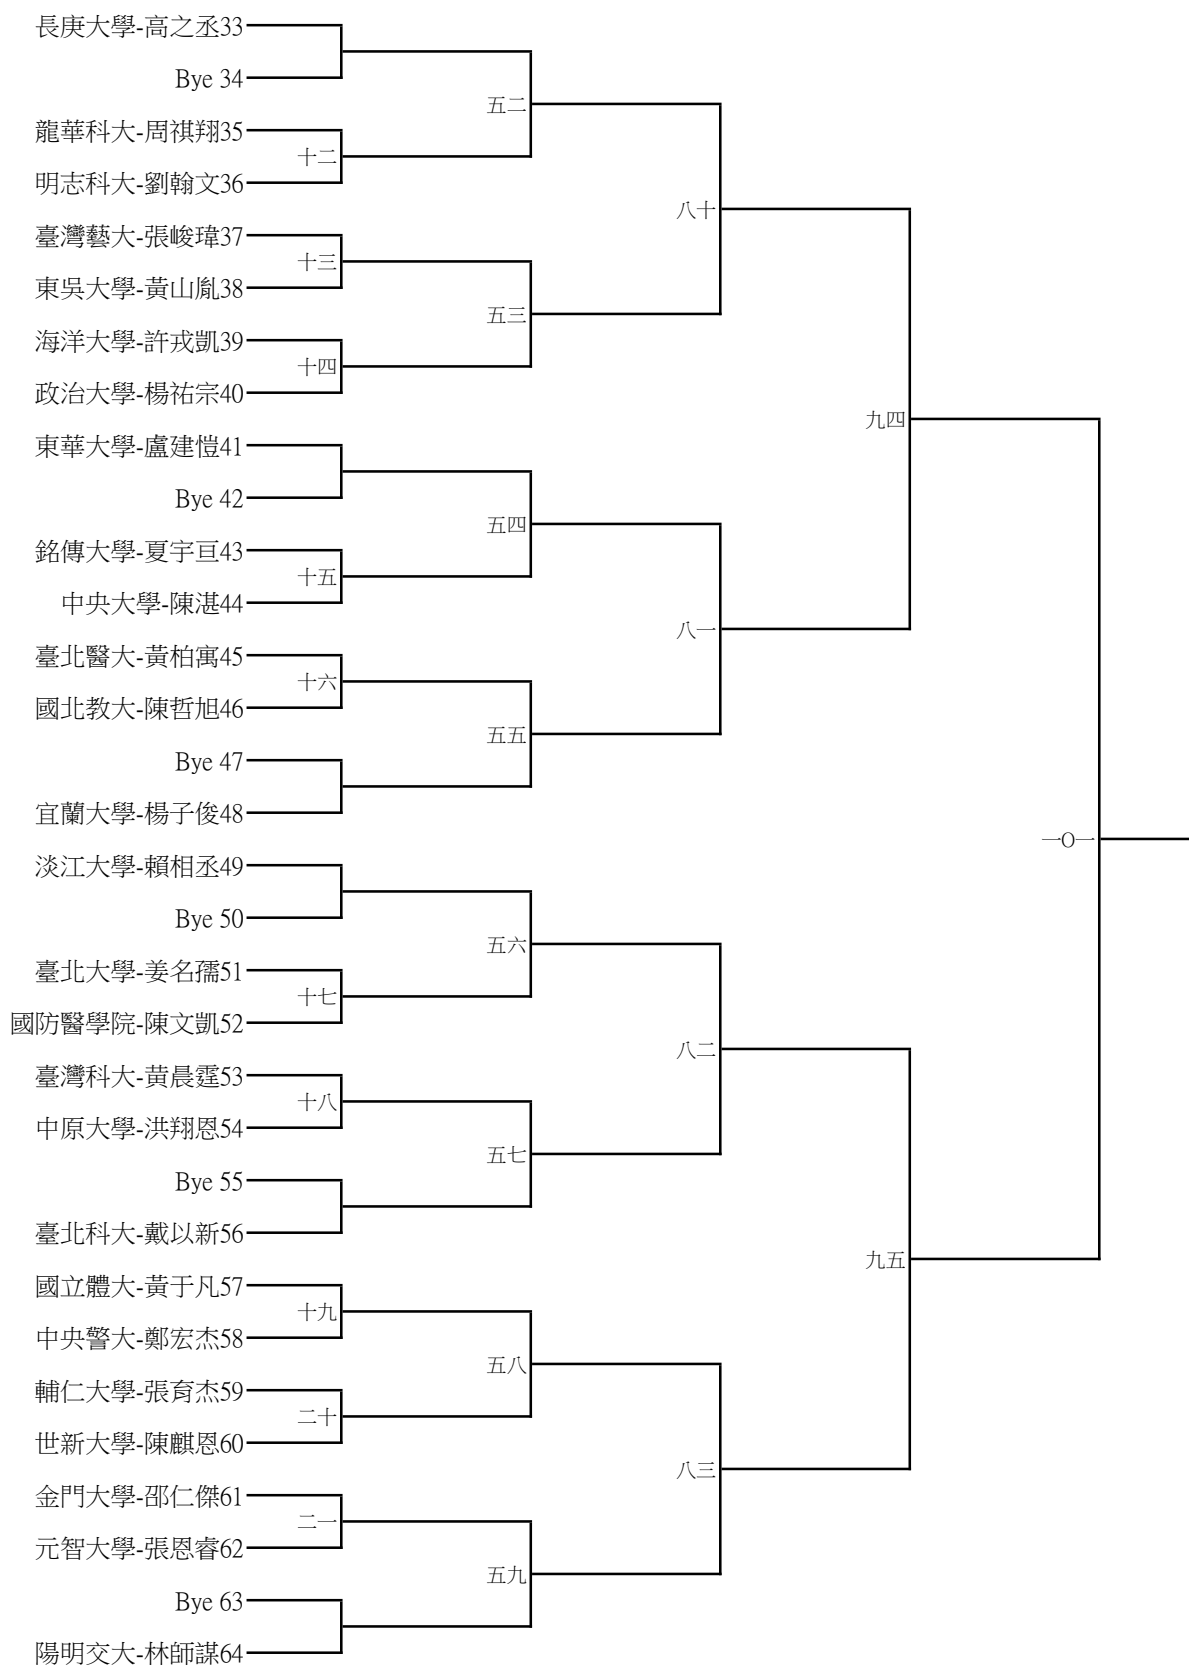 長庚大學-高之丞33
Bye 34
五二
龍華科大-周祺翔35
十二
明志科大-劉翰文36
八十
臺灣藝大-張峻瑋37
十三
東吳大學-黃山胤38
五三
海洋大學-許戎凱39
十四
政治大學-楊祐宗40
九四
東華大學-盧建愷41
Bye 42
五四
銘傳大學-夏宇亘43
十五
中央大學-陳湛44
八一
臺北醫大-黃柏寓45
十六
國北教大-陳哲旭46
五五
Bye 47
宜蘭大學-楊子俊48
一O一
淡江大學-賴相丞49
Bye 50
五六
臺北大學-姜名孺51
十七
國防醫學院-陳文凱52
八二
臺灣科大-黃晨霆53
十八
中原大學-洪翔恩54
五七
Bye 55
臺北科大-戴以新56
九五
國立體大-黃于凡57
十九
中央警大-鄭宏杰58
五八
輔仁大學-張育杰59
二十
世新大學-陳麒恩60
八三
金門大學-邵仁傑61
二一
元智大學-張恩睿62
五九
Bye 63
陽明交大-林師謀64